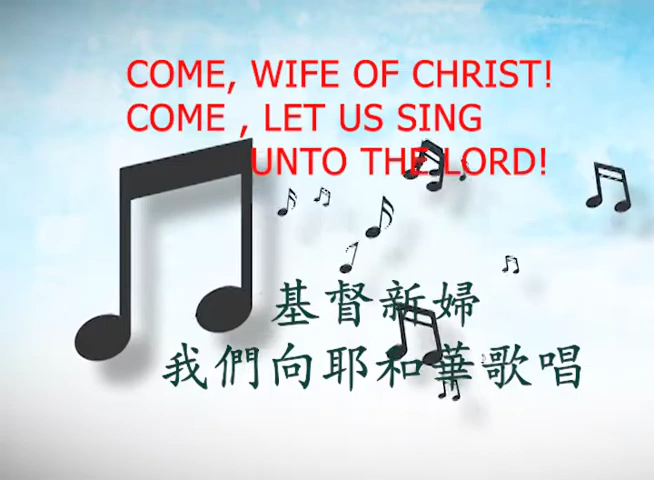 COME, WIFE OF CHRIST!
COME , LET US SING
UNTO THE LORD!
基督新婦
我們向耶和華歌唱